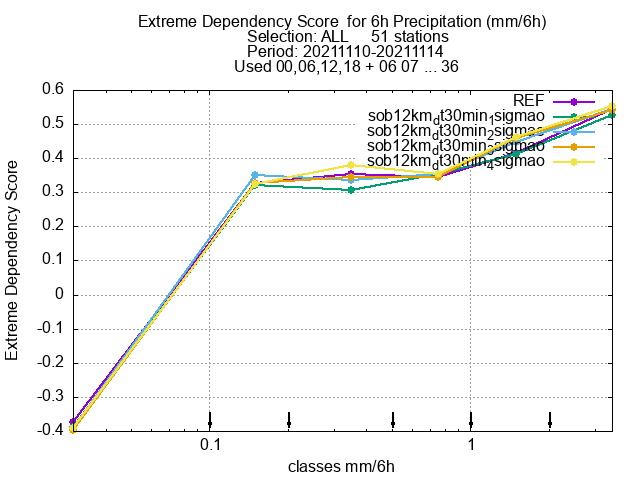 Extreme Dependency Score  for 6h Precipitation (mm/6h)
Selection: ALL     51 stations
Period: 20211110-20211114
Used 00,06,12,18 + 06 07 ... 36
0.6
0.5
0.4
0.3
0.2
0.1
0
-0.1
-0.2
-0.3
-0.4
Extreme Dependency Score
REF
sob12km_dt30min_1sigmao
sob12km_dt30min_2sigmao
sob12km_dt30min_3sigmao
sob12km_dt30min_4sigmao
0.1
1
classes mm/6h